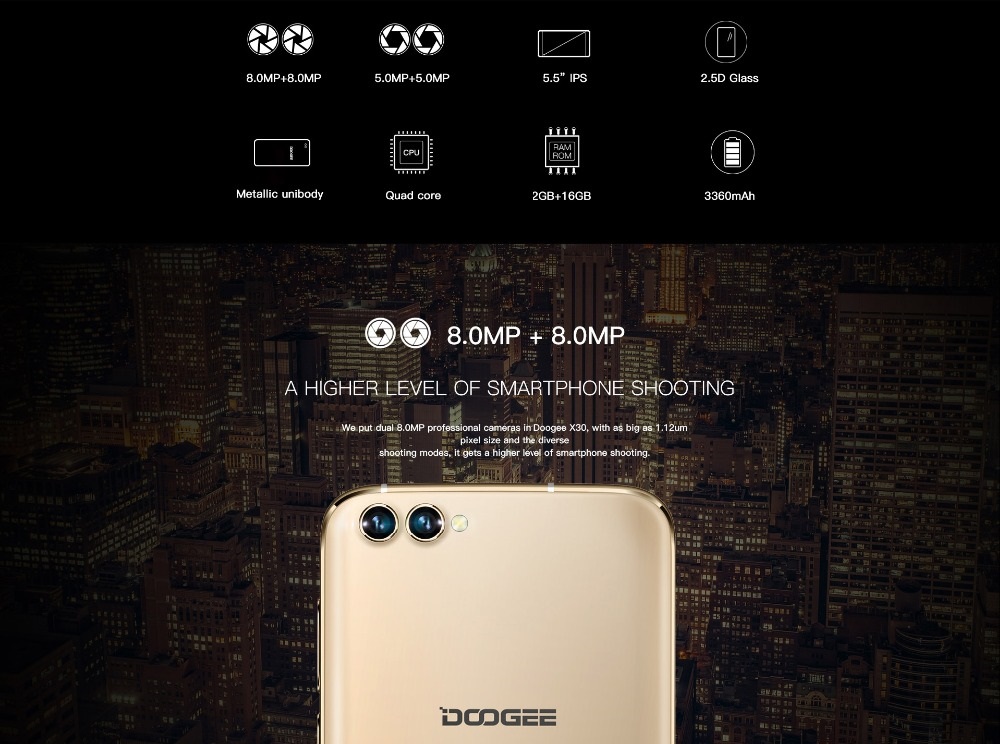 8.0MP+8.0MP
5.0MP+5.0MP
5.5” IPS
2.5D Glass
CPU
RAM
ROM
Metallic unibody
Quad core
2GB+16GB
3360mAh
8.0MP + 8.0MP
A HIGHER LEVEL OF SMARTPHONE SHOOTING
We put dual 8.0MP professional cameras in Doogee X30, with as big as 1.12um
pixel size and the diverse
shooting modes, it gets a higher level of smartphone shooting.
DOOGEE